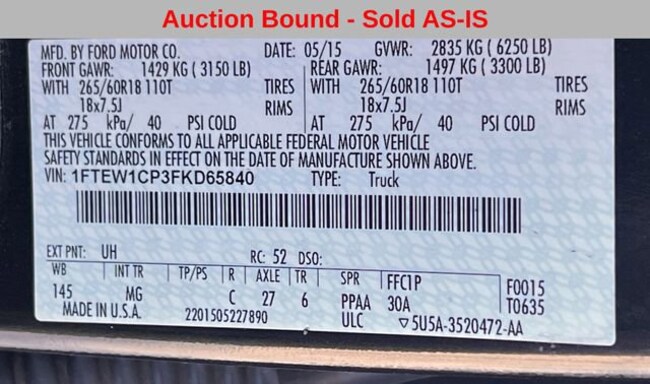 Auction Bound - Sold AS-IS
MFD. BY FORD MOTOR CO. DATE: 05/15 GVWR: 2835 KG ( 6250 LB)
FRONT GAWR: 1429 KG ( 3150 LB) REAR GAWR: 1497 KG ( 3300 LB)
WITH 265/60R18 110T TIRES WITH 265/60R18 110T TIRES
18x7.5J RIMS 18x7.5J RIMS
AT 275 kPa/ 40 PSI COLD AT 275 kPa/ 40 PSI COLD
THIS VEHICLE CONFORMS TO ALL APPLICABLE FEDERAL MOTOR VEHICLE
SAFETY STANDARDS IN EFFECT ON THE DATE OF MANUFACTURE SHOWN ABOVE.
VIN: 1FTEW1CP3FKD65840 TYPE: Truck
EXT PNT: UH RC: 52 DSO:
WB INT TR TP/PS R AXLE TR SPR FFC1P F0015
145 MG C 27 6 PPAA 30A T0635
MADE IN U.S.A. 2201505227890 ULC ▽5U5A-3520472-AA